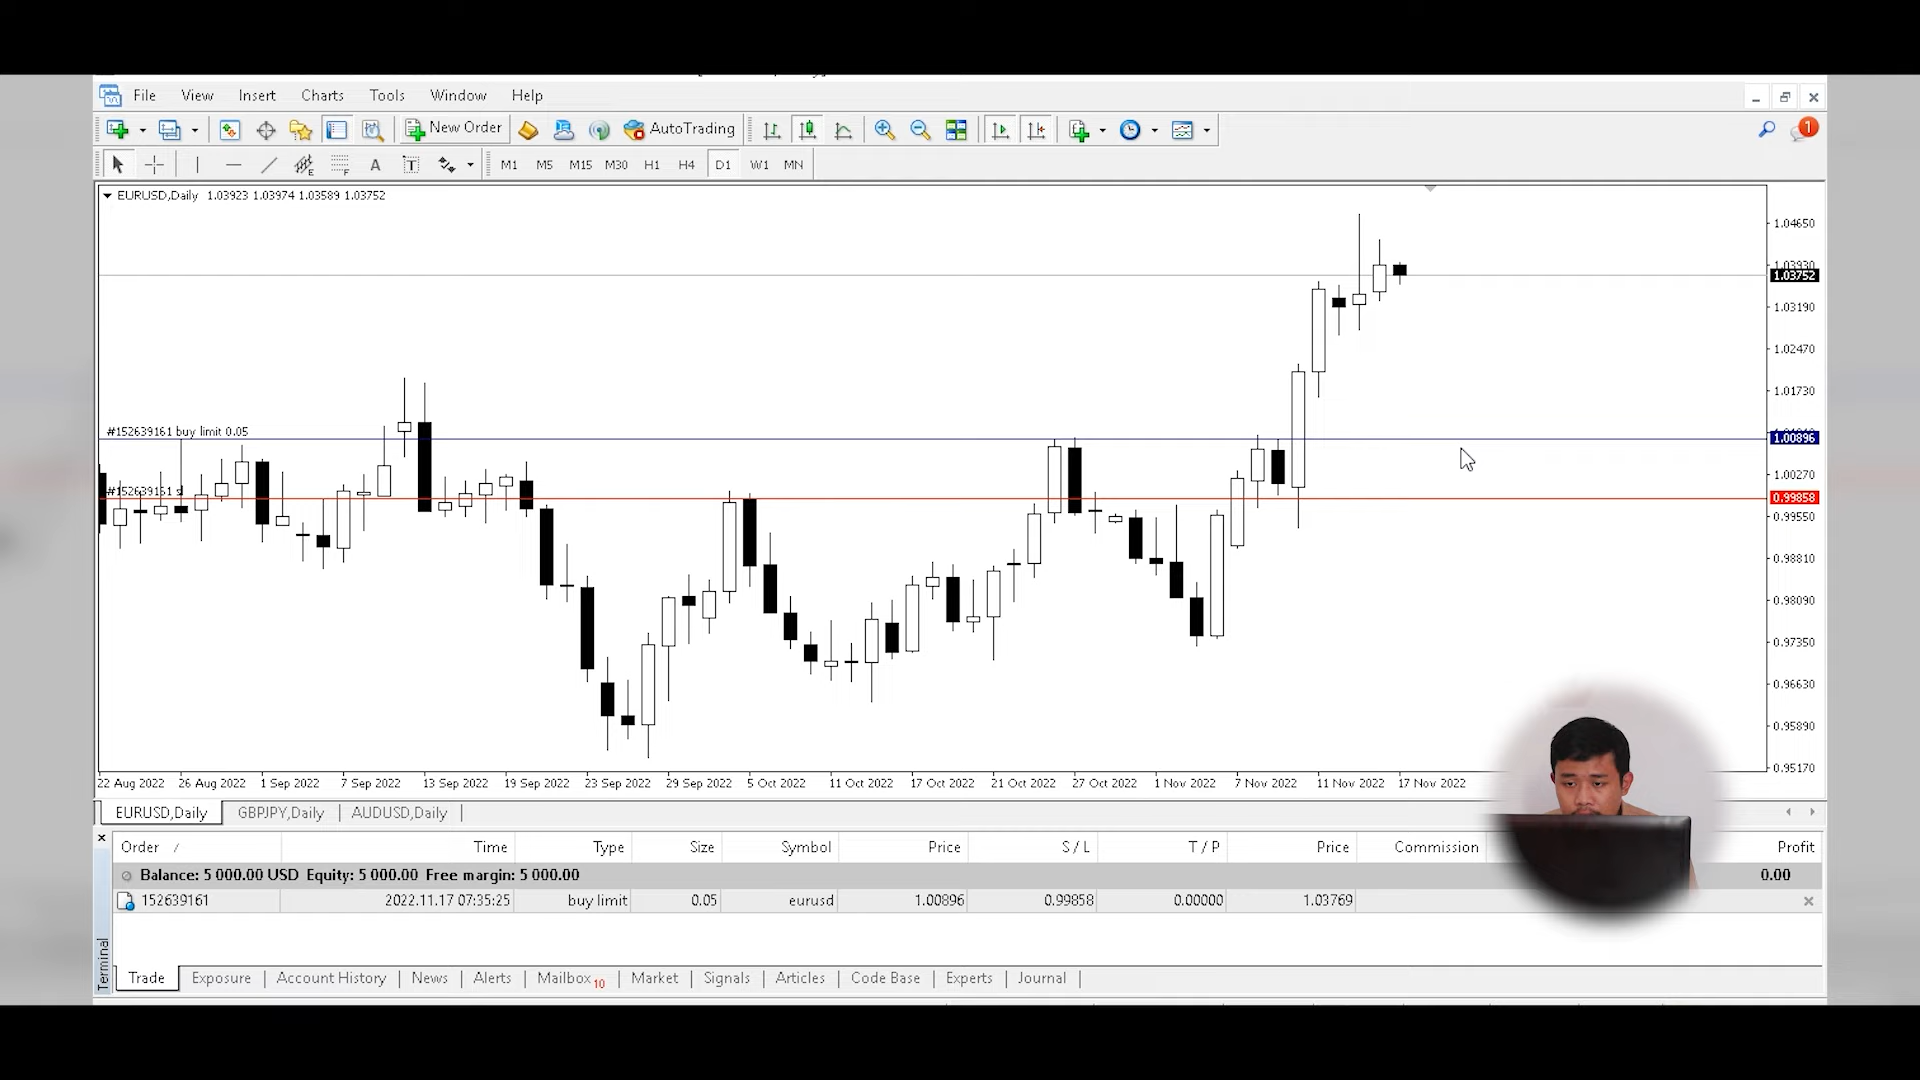 File View Insert Charts Tools Window Help
New Order AutoTrading 1
E F A T M1 M5 M15 M30 H1 H4 D1 W1 MN
EURUSD,Daily 1.03923 1.03974 1.03589 1.03752
1.04650
1.03930
1.03752
1.03190
1.02470
1.01730
#152639161 buy limit 0.05
1.00896
1.00270
#152639161 sl
0.99858
0.99550
0.98810
0.98090
0.97350
0.96630
0.95890
0.95170
22 Aug 2022 26 Aug 2022 1 Sep 2022 7 Sep 2022 13 Sep 2022 19 Sep 2022 23 Sep 2022 29 Sep 2022 5 Oct 2022 11 Oct 2022 17 Oct 2022 21 Oct 2022 27 Oct 2022 1 Nov 2022 7 Nov 2022 11 Nov 2022 17 Nov 2022
EURUSD,Daily GBPJPY,Daily AUDUSD,Daily
Order / Time Type Size Symbol Price S / L T / P Price Commission Profit
Balance: 5 000.00 USD Equity: 5 000.00 Free margin: 5 000.00 0.00
152639161 2022.11.17 07:35:25 buy limit 0.05 eurusd 1.00896 0.99858 0.00000 1.03769
Terminal
Trade Exposure Account History News Alerts Mailbox 10 Market Signals Articles Code Base Experts Journal